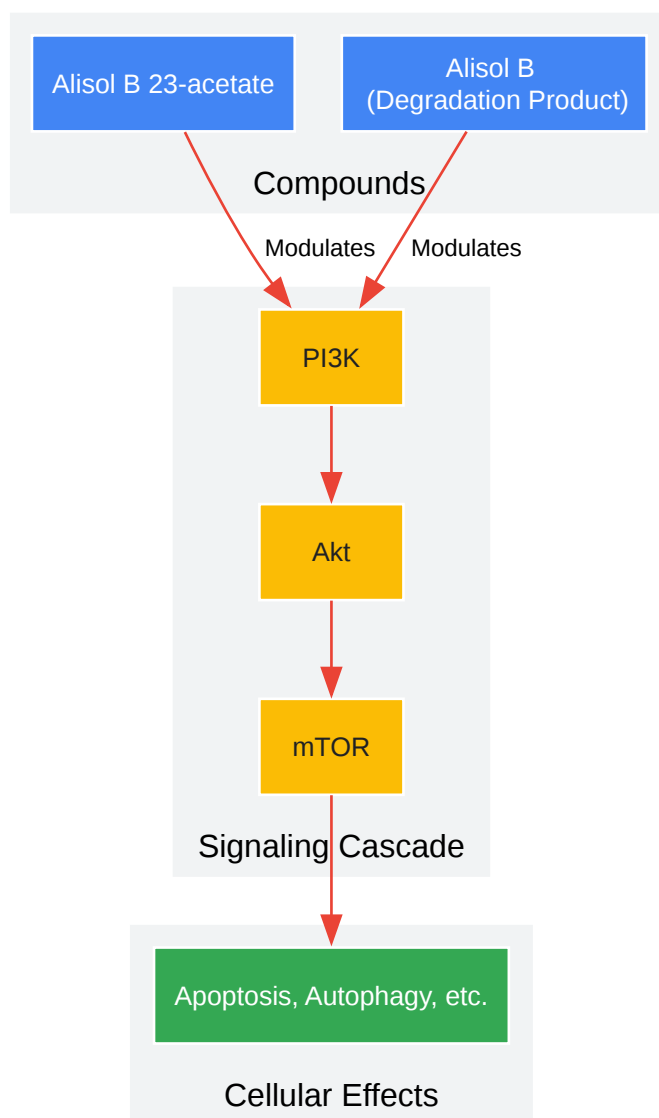 Alisol B 23-acetate
Alisol B
(Degradation Product)
Compounds
Modulates
Modulates
PI3K
Akt
mTOR
Signaling Cascade
Apoptosis, Autophagy, etc.
Cellular Effects